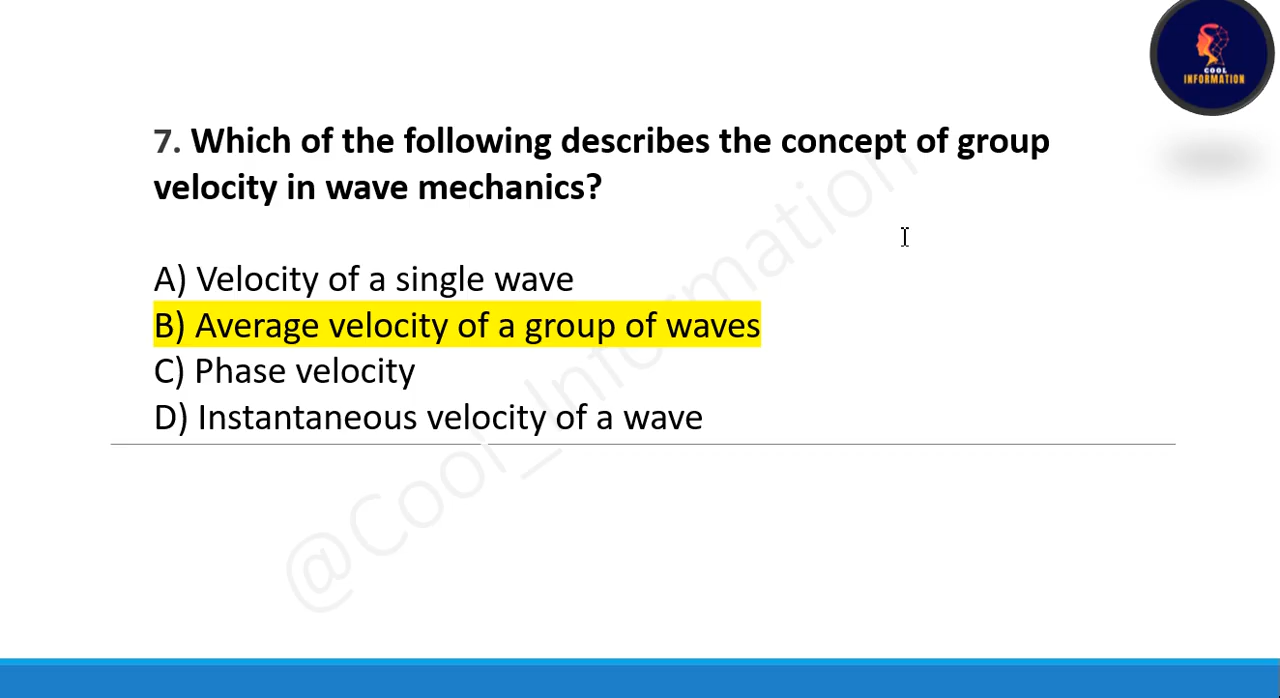 COOL
INFORMATION
7. Which of the following describes the concept of group
velocity in wave mechanics?
A) Velocity of a single wave
B) Average velocity of a group of waves
C) Phase velocity
D) Instantaneous velocity of a wave
@Cool_Information